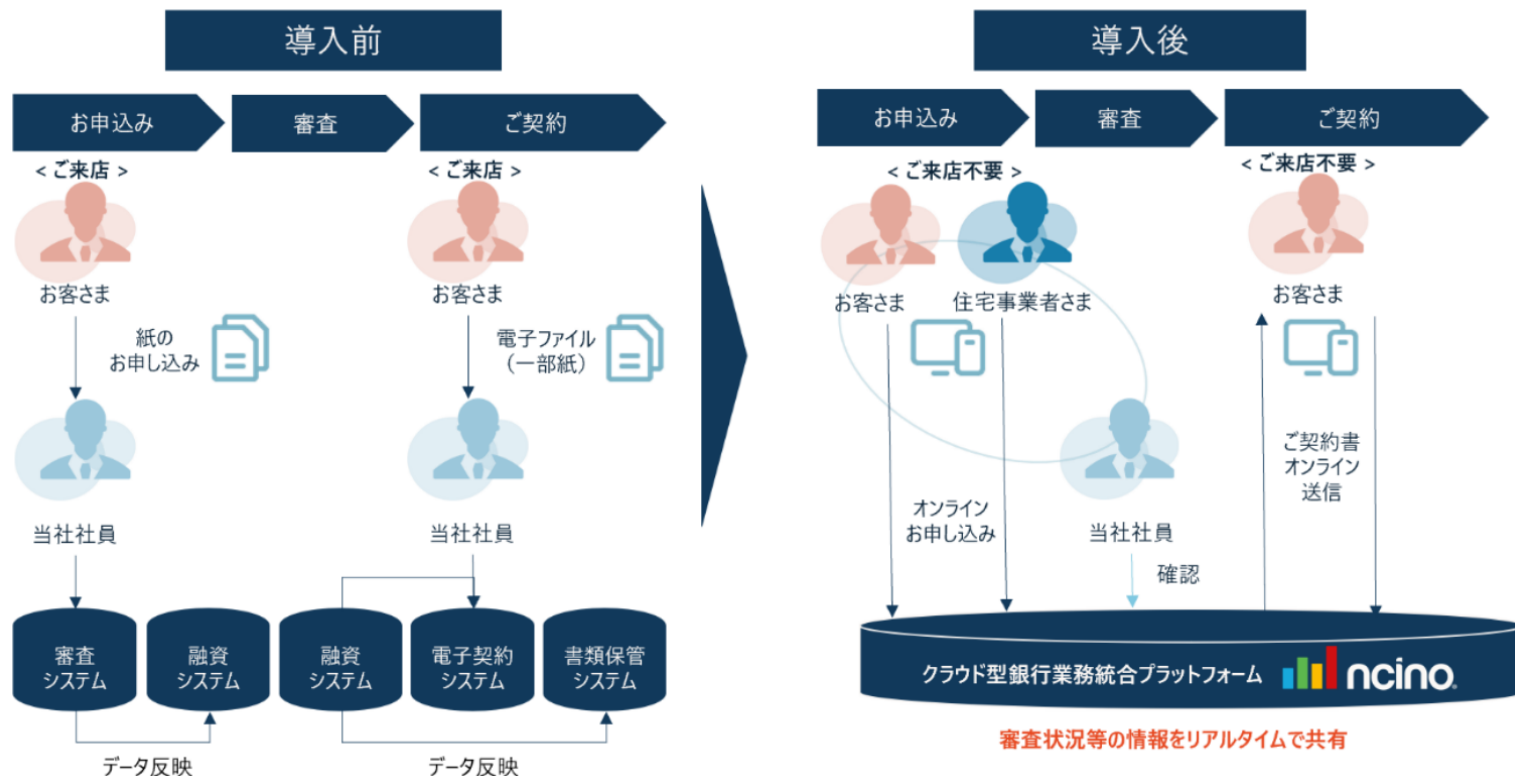 導入前
お申込み
審査
ご契約
< ご来店 >
< ご来店 >
お客さま
お客さま
紙の
お申し込み
電子ファイル
（一部紙）
当社社員
当社社員
審査
システム
融資
システム
融資
システム
電子契約
システム
書類保管
システム
データ反映
データ反映
導入後
お申込み
審査
ご契約
< ご来店不要 >
< ご来店不要 >
お客さま
住宅事業者さま
お客さま
オンライン
お申し込み
ご契約書
オンライン
送信
当社社員
確認
クラウド型銀行業務統合プラットフォーム
ncino.
審査状況等の情報をリアルタイムで共有